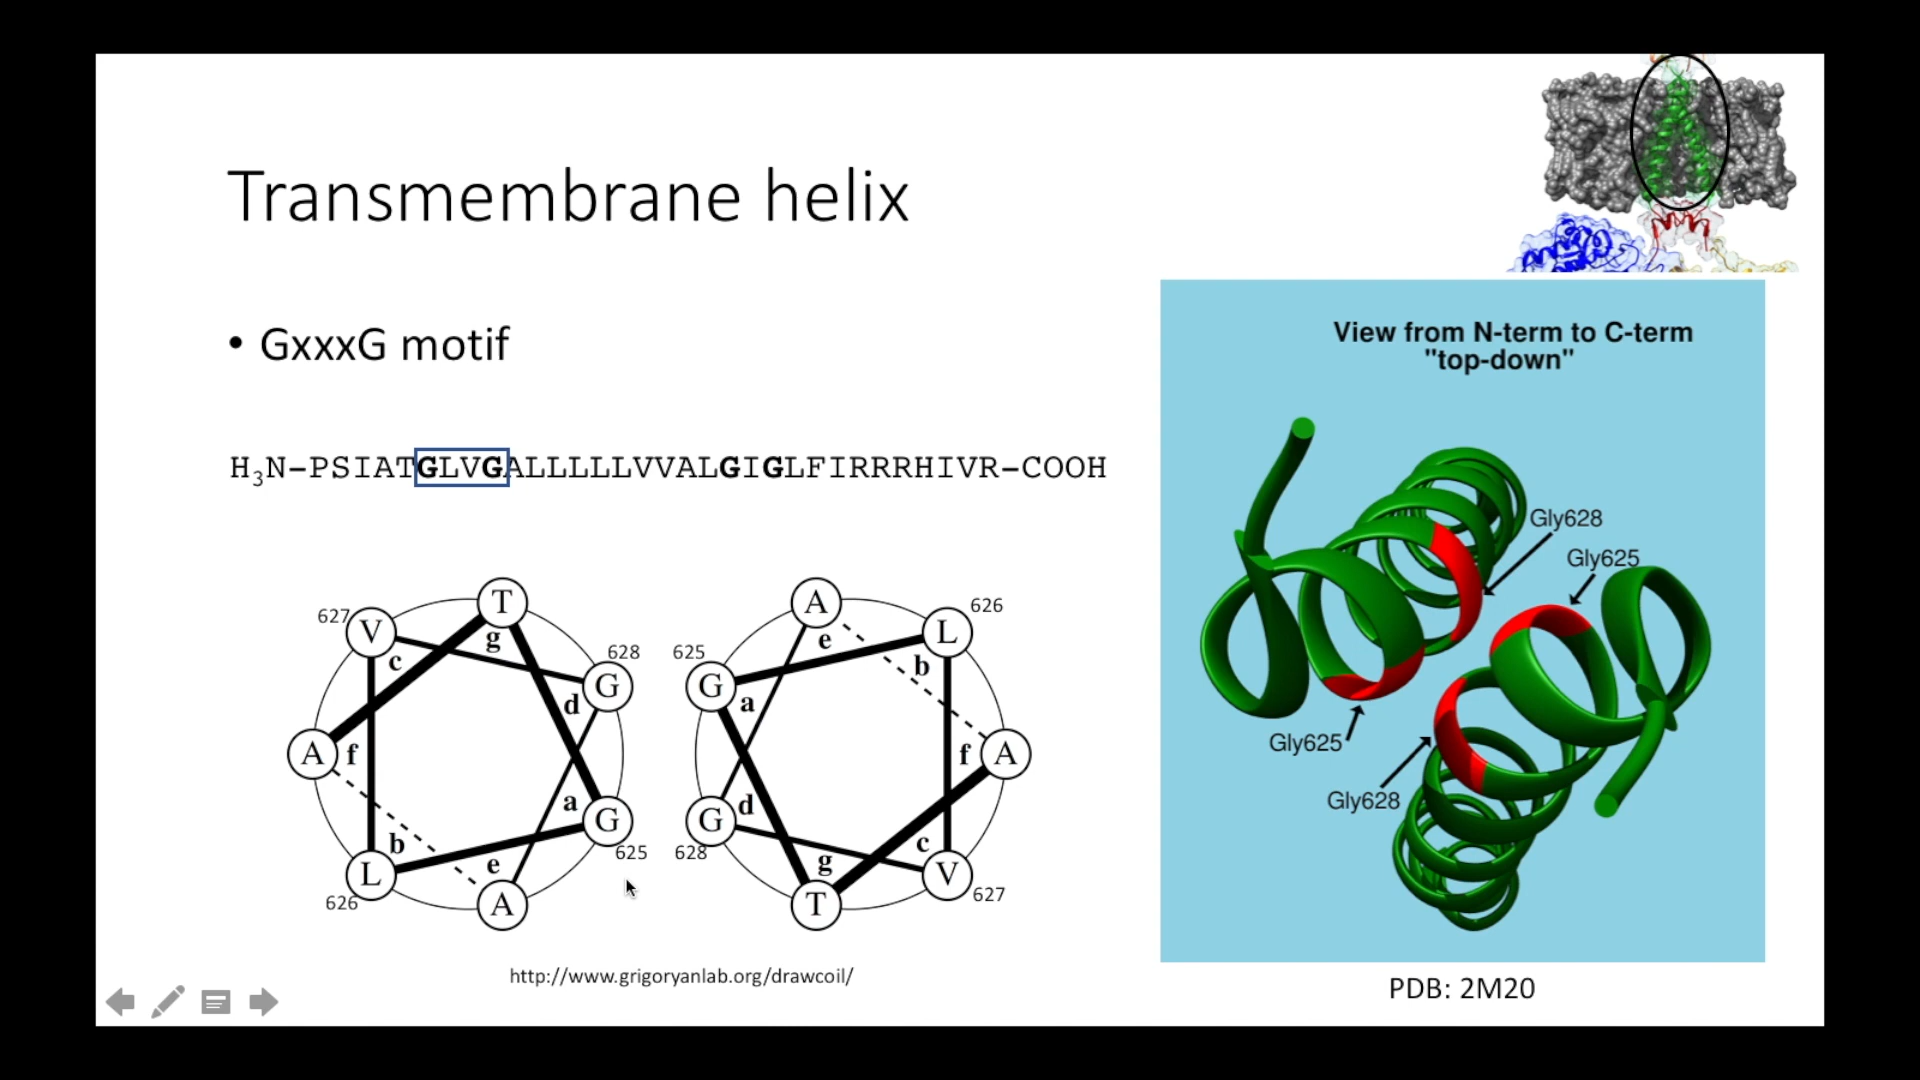 Transmembrane helix
• GxxxG motif
H₃N-PSIATGLVGALLLLLVVALGIGLFIRRRHIVR-COOH
View from N-term to C-term
"top-down"
Gly628
Gly625
Gly625
Gly628
T
g
627
V
c
628
G
d
A
f
a
G
625
b
L
626
e
A
A
e
626
L
b
625
G
a
f
A
628
G
d
c
V
627
g
T
http://www.grigoryanlab.org/drawcoil/
PDB: 2M20